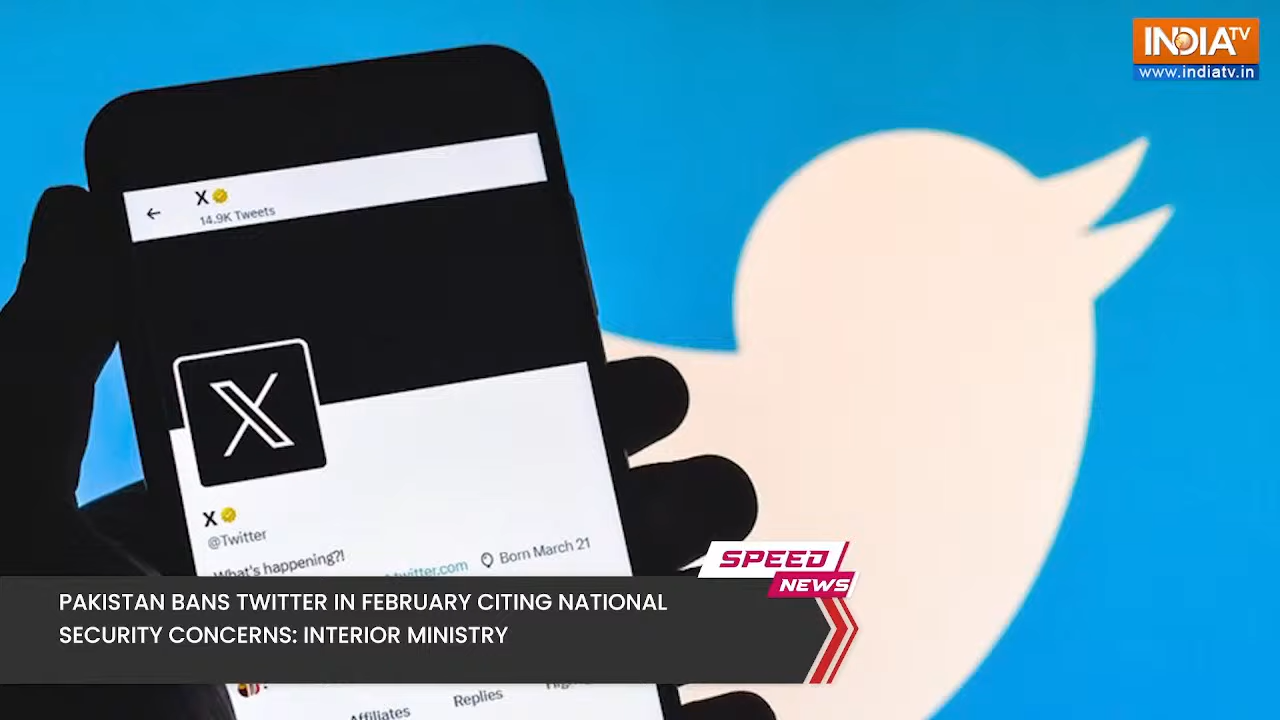 INDIA TV
www.indiatv.in
X
14.9K Tweets
X
X
@Twitter
What's happening?!
twitter.com
Born March 21
SPEED
NEWS
PAKISTAN BANS TWITTER IN FEBRUARY CITING NATIONAL
SECURITY CONCERNS: INTERIOR MINISTRY
Affiliates
Replies